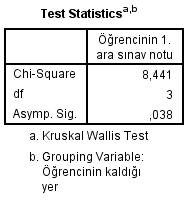 Test Statistics a,b
Öğrencinin 1.
ara sınav notu
Chi-Square 8,441
df 3
Asymp. Sig. ,038
a. Kruskal Wallis Test
b. Grouping Variable:
Öğrencinin kaldığı
yer